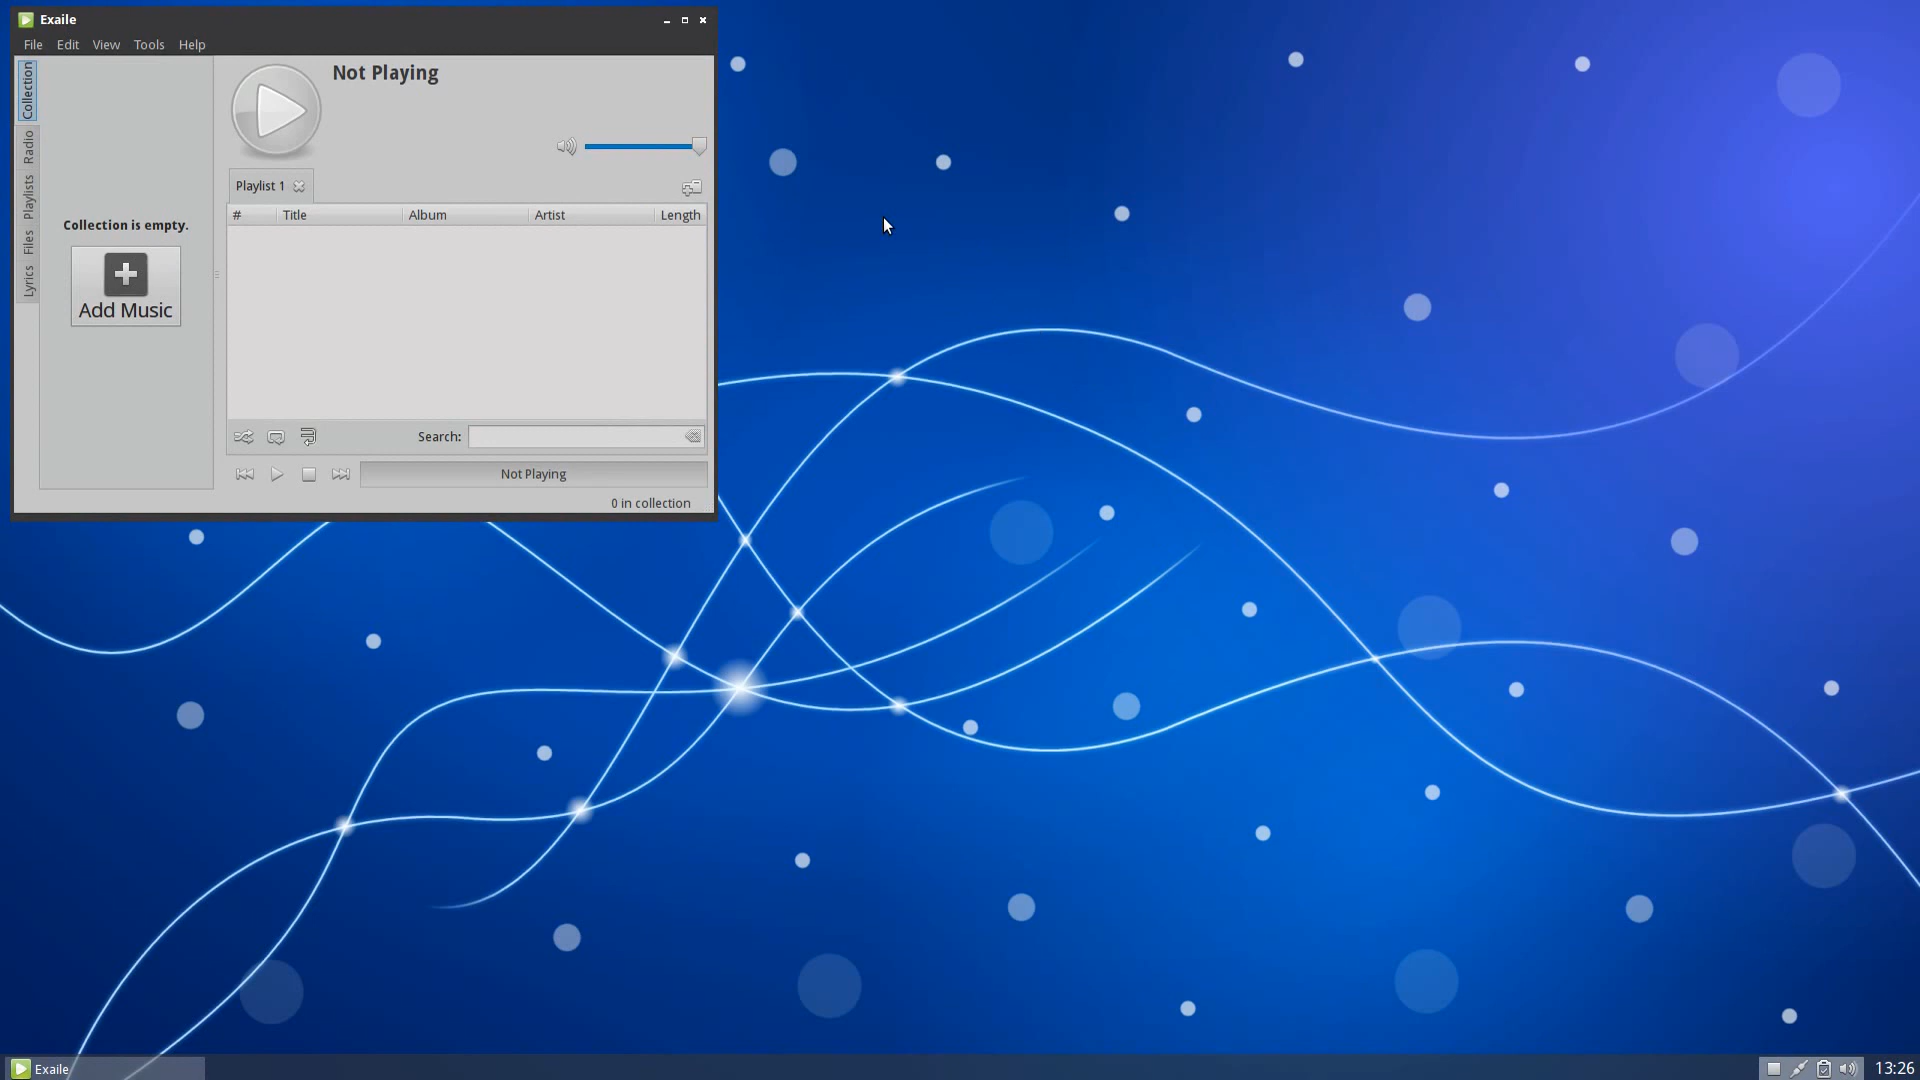 Exaile
File Edit View Tools Help
Collection
Radio
Playlists
Files
Lyrics
Collection is empty.
Add Music
Not Playing
Playlist 1
# Title Album Artist Length
Search:
Not Playing
0 in collection
Exaile
13:26